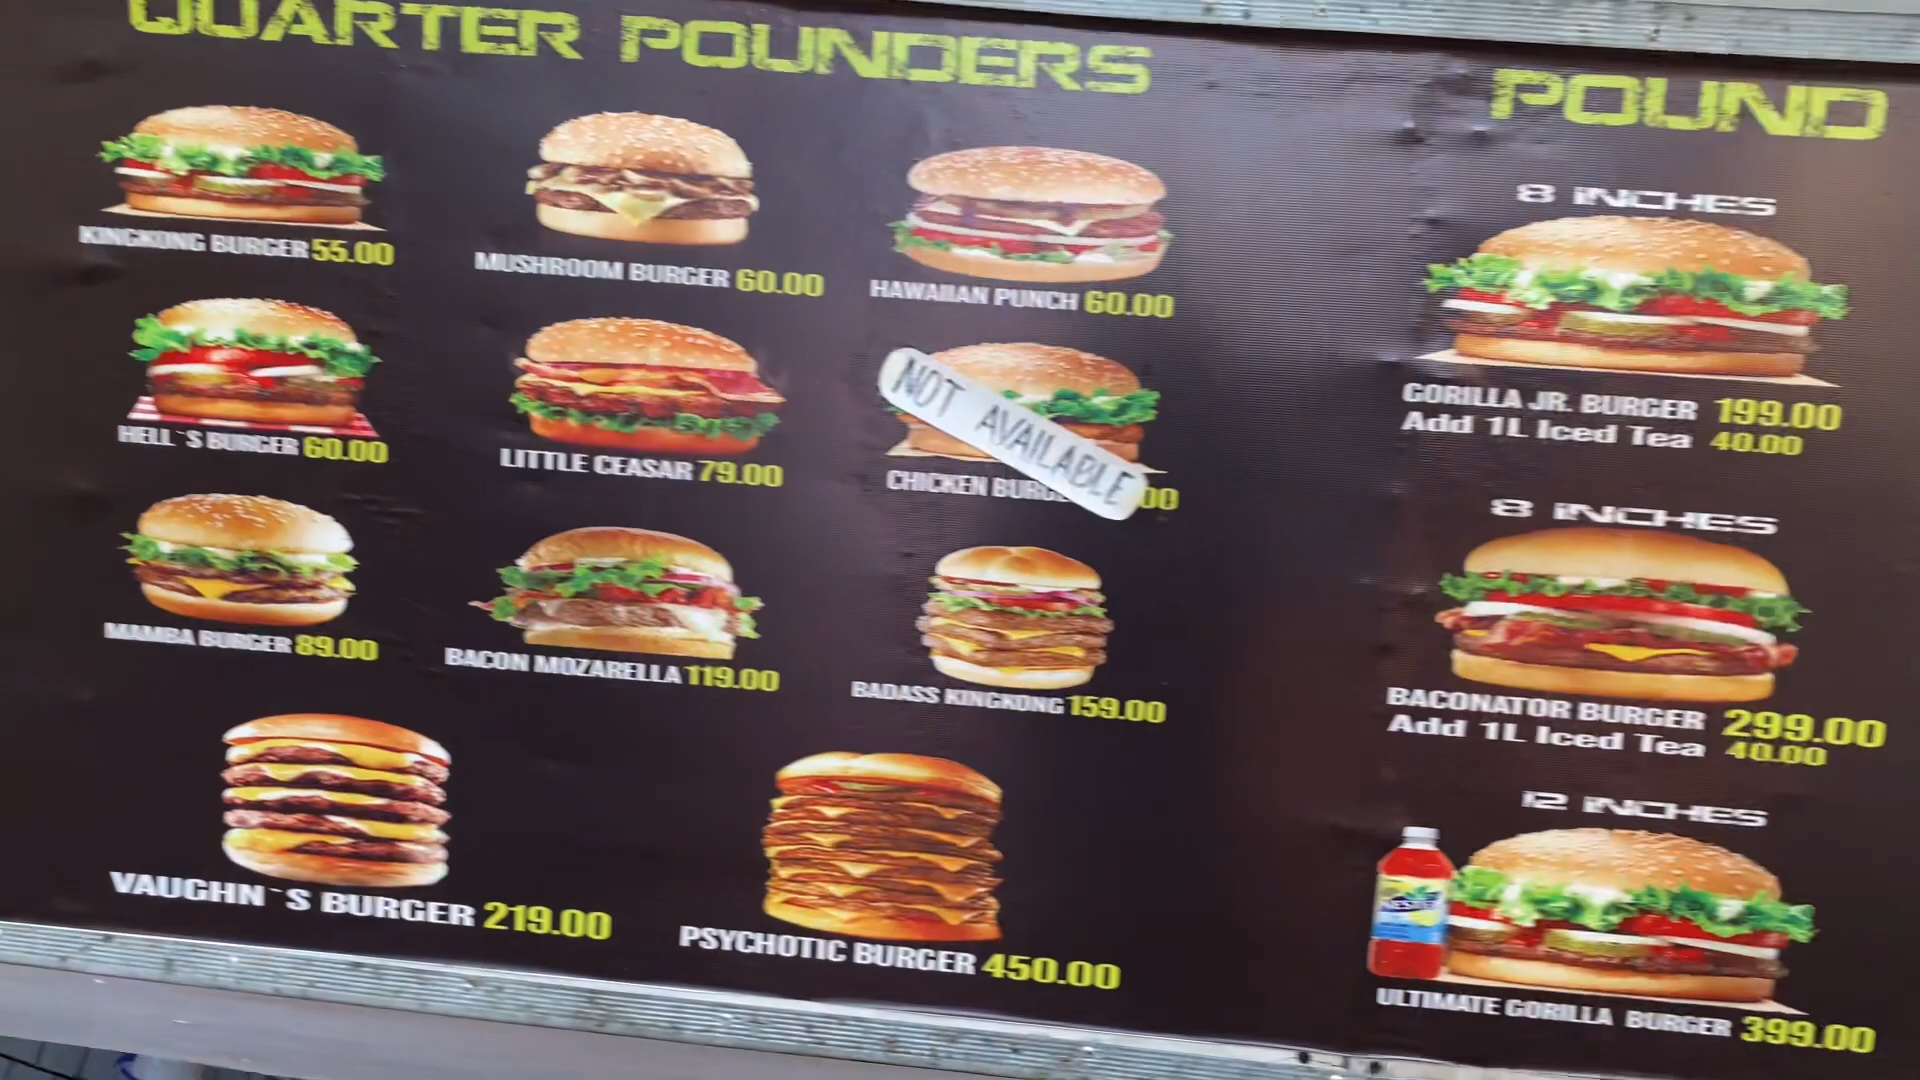 QUARTER POUNDERS
KINGKONG BURGER 55.00
MUSHROOM BURGER 60.00
HAWAIIAN PUNCH 60.00
HELL`S BURGER 60.00
LITTLE CEASAR 79.00
NOT AVAILABLE
CHICKEN 00
MAMBA BURGER 89.00
BACON MOZARELLA 119.00
BADASS KINGKONG 159.00
VAUGHN`S BURGER 219.00
PSYCHOTIC BURGER 450.00
POUND
8 INCHES
GORILLA JR. BURGER 199.00
Add 1L Iced Tea 40.00
8 INCHES
BACONATOR BURGER 299.00
Add 1L Iced Tea 40.00
12 INCHES
ULTIMATE GORILLA BURGER 399.00